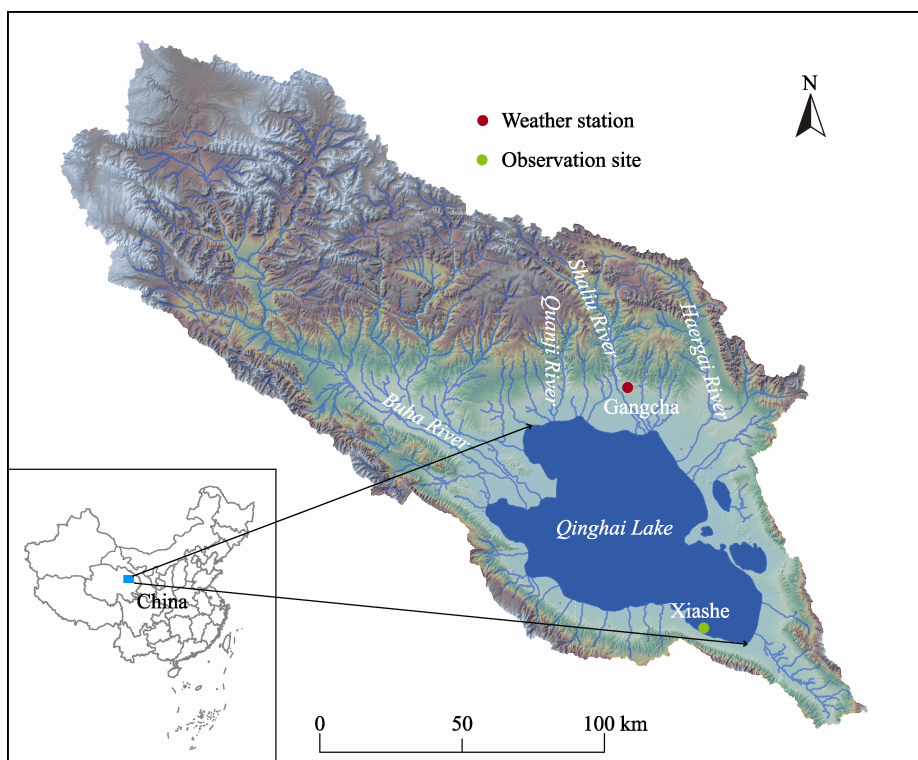 N
Weather station
Observation site
Shaliu River
Quanji River
Haergai River
Gangcha
Buha River
Qinghai Lake
China
Xiashe
0 50 100 km